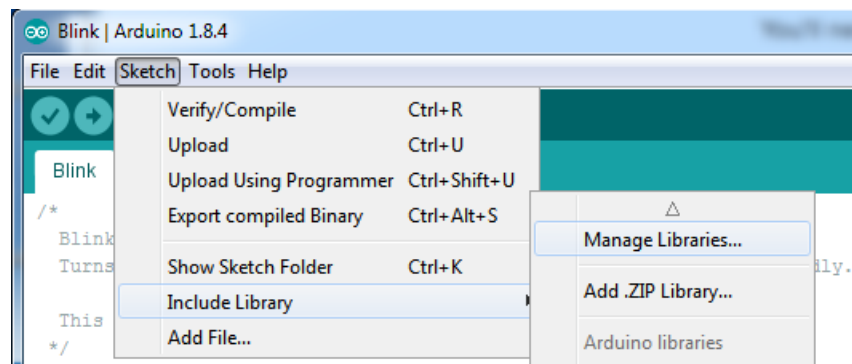 Blink | Arduino 1.8.4
File Edit Sketch Tools Help
Verify/Compile Ctrl+R
Upload Ctrl+U
Blink
Upload Using Programmer Ctrl+Shift+U
/*
Export compiled Binary Ctrl+Alt+S
Blink
Manage Libraries...
Turns
Show Sketch Folder Ctrl+K
lly.
Include Library
Add .ZIP Library...
This
Add File...
*/
Arduino libraries